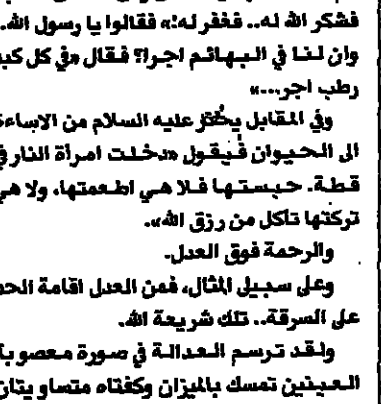 فشكر الله له.. فغفر له!» فقالوا يا رسول الله.
وان لنا في البهائم اجرا؟ فقال «في كل كبد
رطب اجر...»
وفي المقابل يحذر عليه السلام من الاساءة
الى الحيوان فيقول «دخلت امرأة النار في
قطة. حبستها فلا هي اطعمتها، ولا هي
تركتها تأكل من رزق الله».
والرحمة فوق العدل.
وعلى سبيل المثال، فمن العدل اقامة الحد
على السرقة.. تلك شريعة الله.
ولقد ترسم العدالة في صورة معصوبة
العينين تمسك بالميزان وكفتاه متساويتان